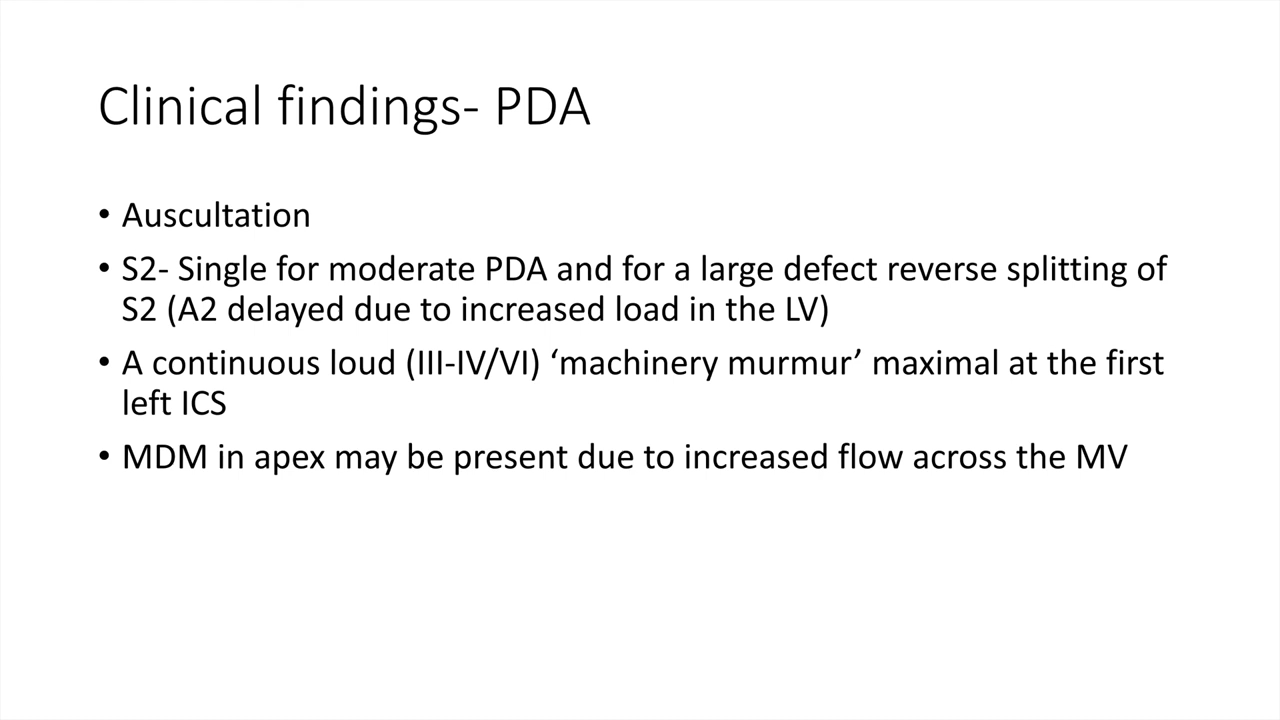 Clinical findings- PDA
• Auscultation
• S2- Single for moderate PDA and for a large defect reverse splitting of
S2 (A2 delayed due to increased load in the LV)
• A continuous loud (III-IV/VI) ‘machinery murmur’ maximal at the first
left ICS
• MDM in apex may be present due to increased flow across the MV